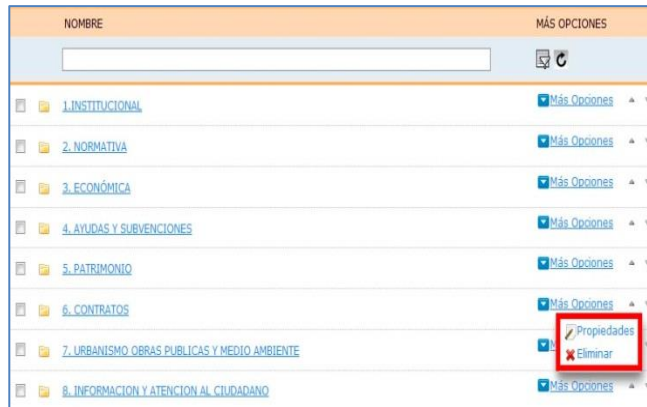 NOMBRE MÁS OPCIONES
1.INSTITUCIONAL Más Opciones
2. NORMATIVA Más Opciones
3. ECONÓMICA Más Opciones
4. AYUDAS Y SUBVENCIONES Más Opciones
5. PATRIMONIO Más Opciones
6. CONTRATOS Más Opciones
Propiedades
7. URBANISMO OBRAS PUBLICAS Y MEDIO AMBIENTE M
Eliminar
8. INFORMACION Y ATENCION AL CIUDADANO Más Opciones